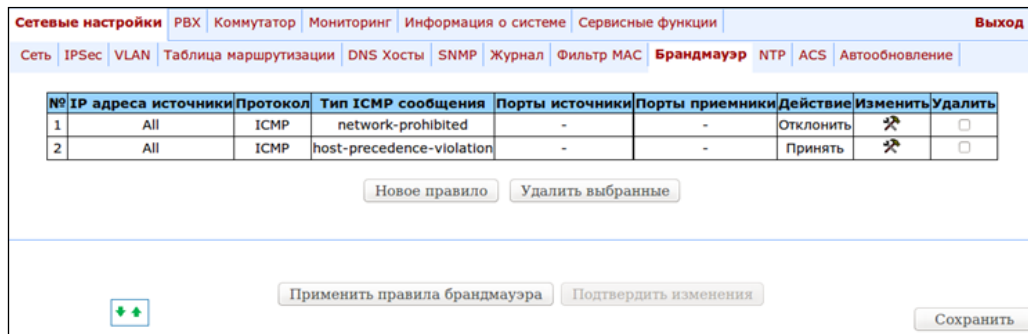 Сетевые настройки PBX Коммутатор Мониторинг Информация о системе Сервисные функции Выход
Сеть IPSec VLAN Таблица маршрутизации DNS Хосты SNMP Журнал Фильтр MAC Брандмауэр NTP ACS Автообновление
№ IP адреса источники Протокол Тип ICMP сообщения Порты источники Порты приемники Действие Изменить Удалить
1 All ICMP network-prohibited - - Отклонить
2 All ICMP host-precedence-violation - - Принять
Новое правило Удалить выбранные
Применить правила брандмауэра Подтвердить изменения
Сохранить